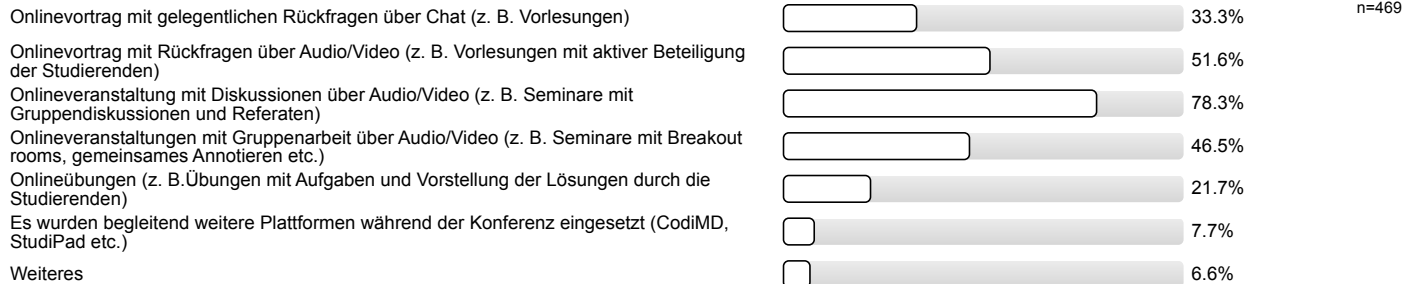 Onlinevortrag mit gelegentlichen Rückfragen über Chat (z. B. Vorlesungen) 33.3% n=469
Onlinevortrag mit Rückfragen über Audio/Video (z. B. Vorlesungen mit aktiver Beteiligung
der Studierenden) 51.6%
Onlineveranstaltung mit Diskussionen über Audio/Video (z. B. Seminare mit
Gruppendiskussionen und Referaten) 78.3%
Onlineveranstaltungen mit Gruppenarbeit über Audio/Video (z. B. Seminare mit Breakout
rooms, gemeinsames Annotieren etc.) 46.5%
Onlineübungen (z. B.Übungen mit Aufgaben und Vorstellung der Lösungen durch die
Studierenden) 21.7%
Es wurden begleitend weitere Plattformen während der Konferenz eingesetzt (CodiMD,
StudiPad etc.) 7.7%
Weiteres 6.6%